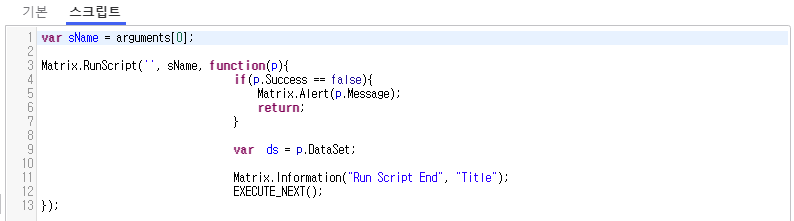 기본 스크립트
1 var sName = arguments[0];
2
3 Matrix.RunScript('', sName, function(p){
4 if(p.Success == false){
5 Matrix.Alert(p.Message);
6 return;
7 }
8
9 var ds = p.DataSet;
10
11 Matrix.Information("Run Script End", "Title");
12 EXECUTE_NEXT();
13 });